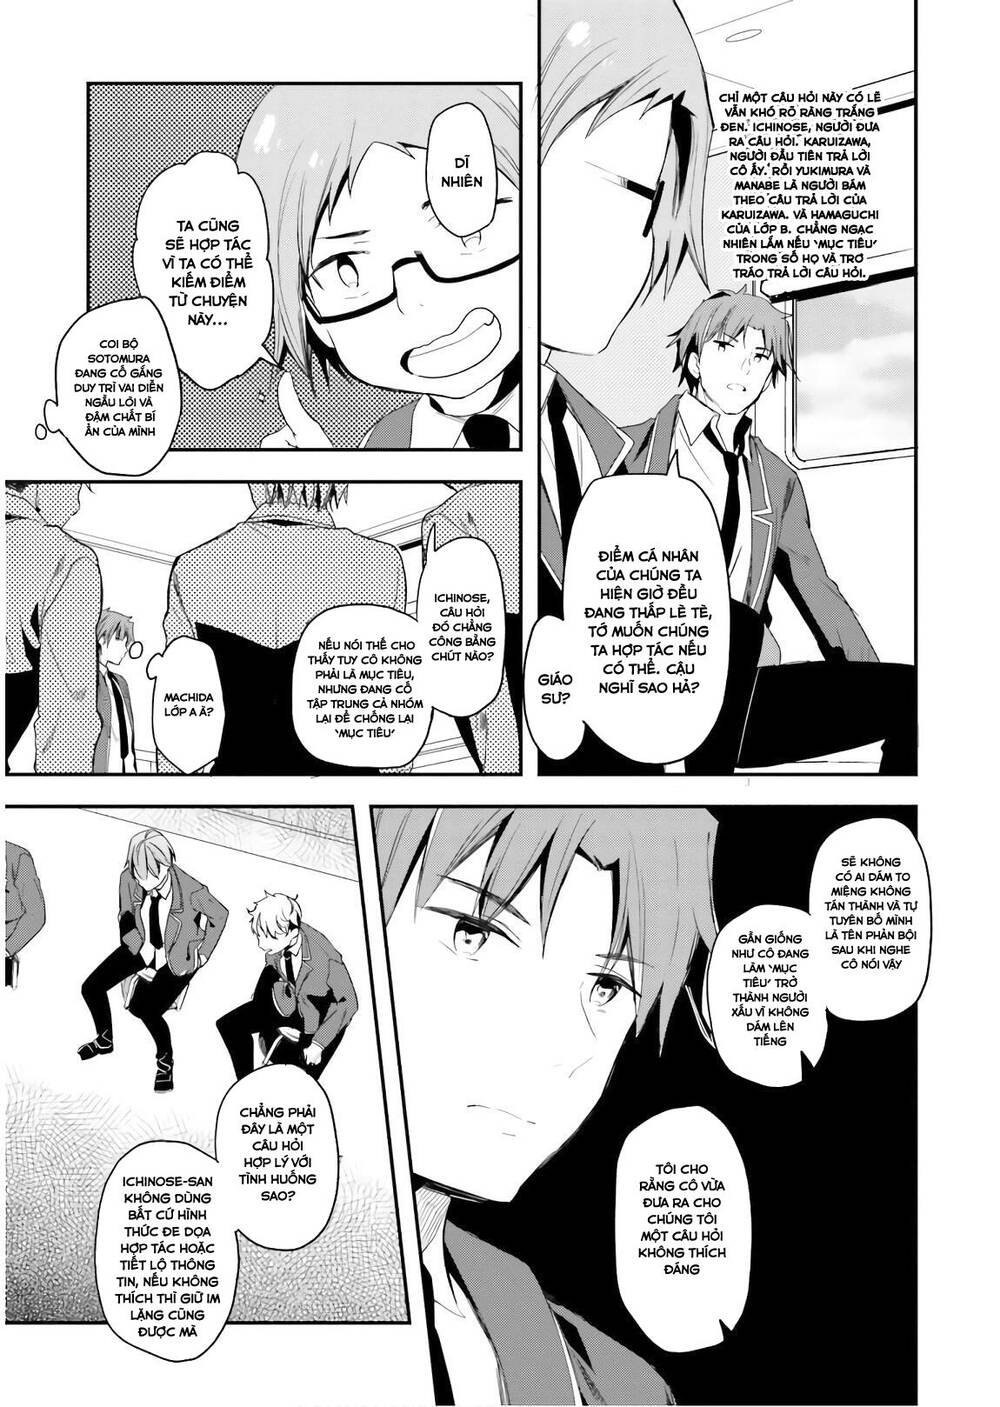 CHỈ MỘT CÂU HỎI NÀY CÓ LẼ
VẪN KHÓ RÕ RÀNG TRẮNG
ĐEN. ICHINOSE, NGƯỜI ĐƯA
RA CÂU HỎI. KARUIZAWA,
NGƯỜI ĐẦU TIÊN TRẢ LỜI
CÔ ẤY. RỒI YUKIMURA VÀ
MANABE LÀ NGƯỜI BÁM
THEO CÂU TRẢ LỜI CỦA
KARUIZAWA. VÀ HAMAGUCHI
CỦA LỚP B. CHẲNG NGẠC
NHIÊN LẮM NẾU 'MỤC TIÊU'
TRONG SỐ HỌ VÀ TRƠ
TRÁO TRẢ LỜI CÂU HỎI.
ĐIỂM CÁ NHÂN
CỦA CHÚNG TA
HIỆN GIỜ ĐỀU
ĐANG THẤP LÈ TÈ,
TỚ MUỐN CHÚNG
TA HỢP TÁC NẾU
CÓ THỂ. CẬU
NGHĨ SAO HẢ?
GIÁO
SƯ?
DĨ
NHIÊN
TA CŨNG
SẼ HỢP TÁC
VÌ TA CÓ THỂ
KIẾM ĐIỂM
TỪ CHUYỆN
NÀY...
COI BỘ
SOTOMURA
ĐANG CỐ GẮNG
DUY TRÌ VAI DIỄN
NGẦU LÒI VÀ
ĐẬM CHẤT BÍ
ẨN CỦA MÌNH
ICHINOSE,
CÂU HỎI
ĐÓ CHẲNG
CÔNG BẰNG
CHÚT NÀO?
NẾU NÓI THẾ CHO
THẤY TUY CÔ KHÔNG
PHẢI LÀ MỤC TIÊU,
NHƯNG ĐANG CỐ
TẬP TRUNG CẢ NHÓM
LẠI ĐỂ CHỐNG LẠI
'MỤC TIÊU'
MACHIDA
LỚP A À?
SẼ KHÔNG
CÓ AI DÁM TO
MIỆNG KHÔNG
TÁN THÀNH VÀ TỰ
TUYÊN BỐ MÌNH
LÀ TÊN PHẢN BỘI
SAU KHI NGHE
CÔ NÓI VẬY
GẦN GIỐNG
NHƯ CÔ ĐANG
LÀM 'MỤC
TIÊU' TRỞ
THÀNH NGƯỜI
XẤU VÌ KHÔNG
DÁM LÊN
TIẾNG
TÔI CHO
RẰNG CÔ VỪA
ĐƯA RA CHO
CHÚNG TÔI
MỘT CÂU HỎI
KHÔNG THÍCH
ĐÁNG
CHẲNG PHẢI
ĐÂY LÀ MỘT
CÂU HỎI
HỢP LÝ VỚI
TÌNH HUỐNG
SAO?
ICHINOSE-SAN
KHÔNG DÙNG
BẤT CỨ HÌNH
THỨC ĐE DỌA
HỢP TÁC HOẶC
TIẾT LỘ THÔNG
TIN, NẾU KHÔNG
THÍCH THÌ GIỮ IM
LẶNG CŨNG
ĐƯỢC MÀ